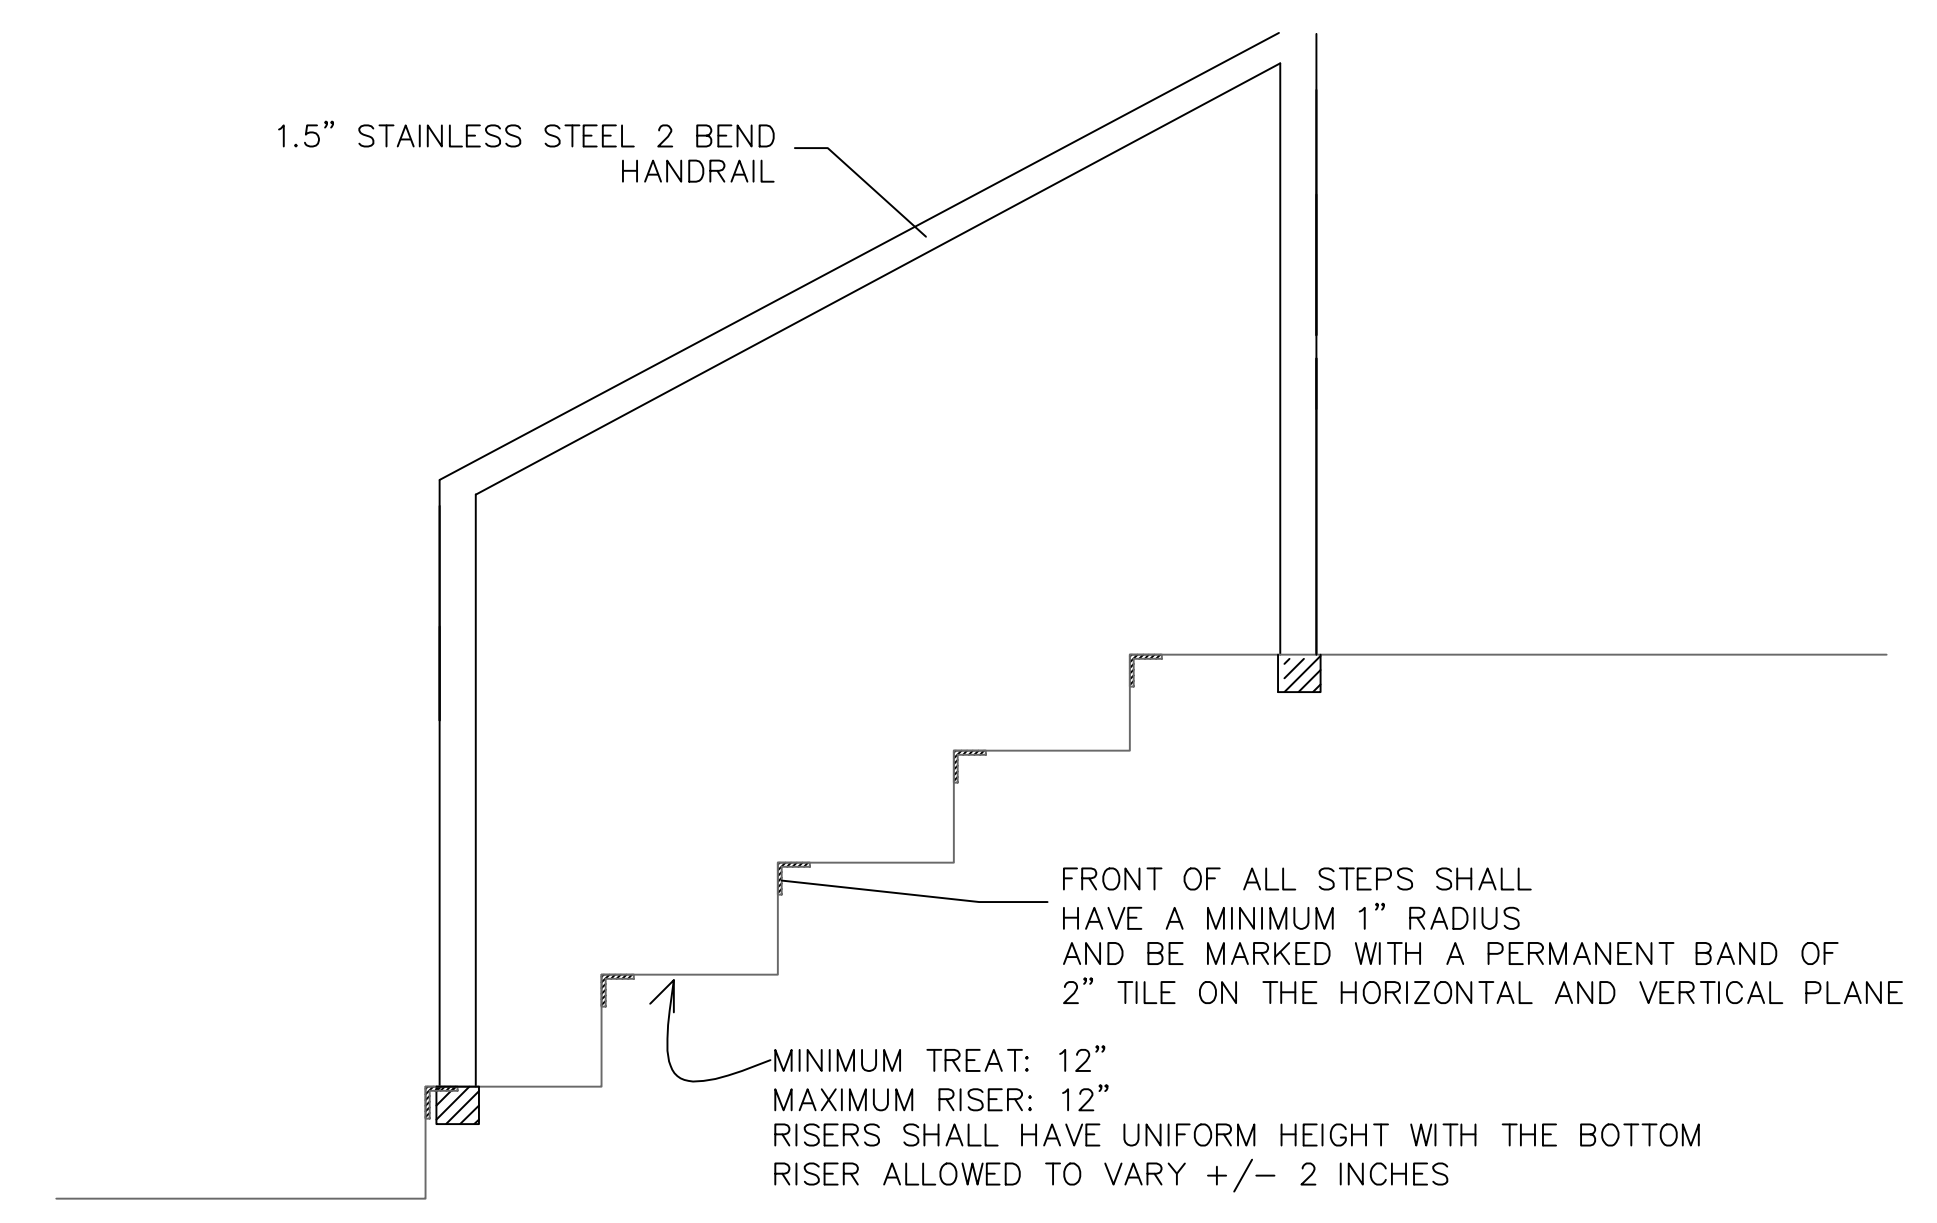 1.5” STAINLESS STEEL 2 BEND
HANDRAIL
FRONT OF ALL STEPS SHALL
HAVE A MINIMUM 1” RADIUS
AND BE MARKED WITH A PERMANENT BAND OF
2” TILE ON THE HORIZONTAL AND VERTICAL PLANE
MINIMUM TREAT: 12”
MAXIMUM RISER: 12”
RISERS SHALL HAVE UNIFORM HEIGHT WITH THE BOTTOM
RISER ALLOWED TO VARY +/− 2 INCHES